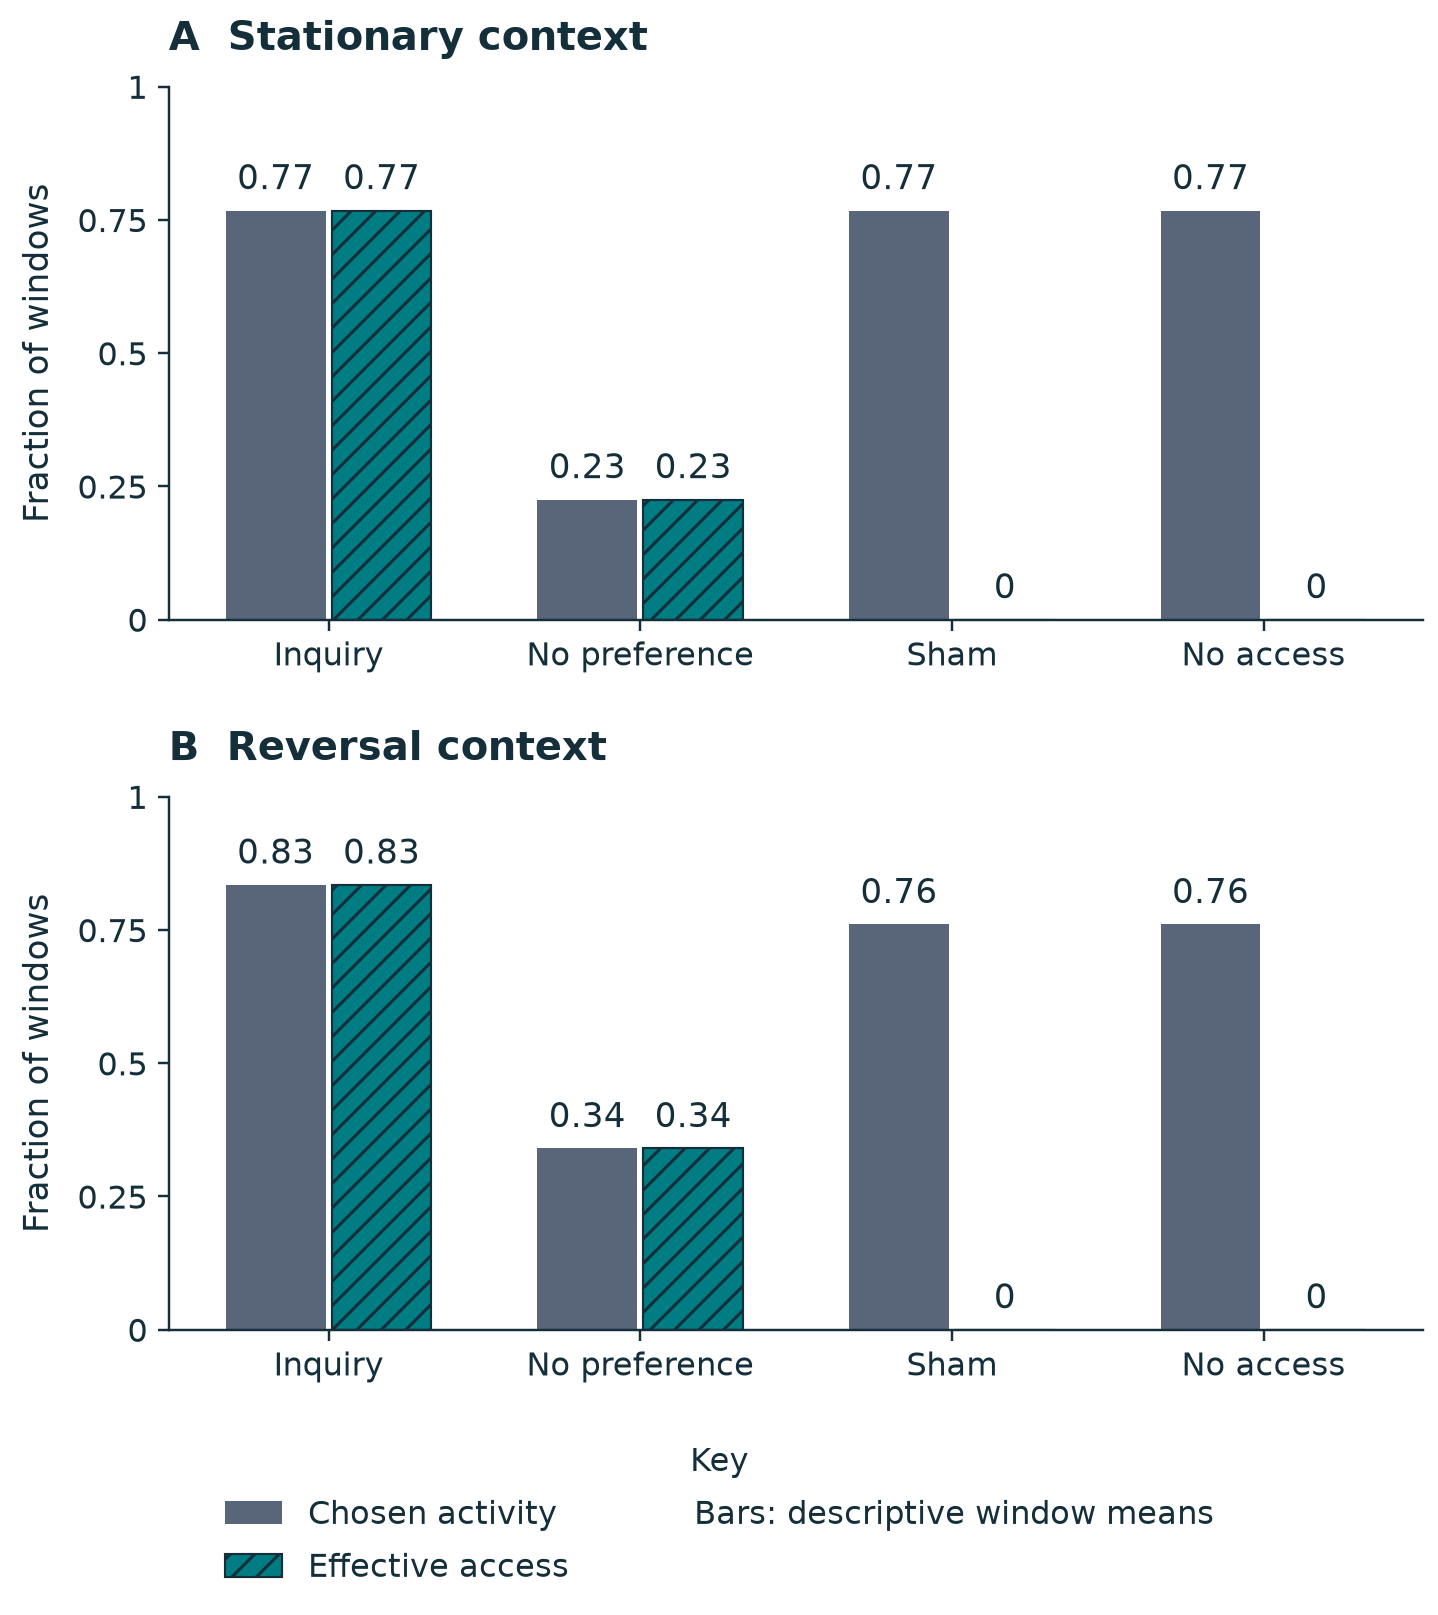 A Stationary context
Fraction of windows
1
0.75
0.5
0.25
0
0.77 0.77
0.23 0.23
0.77
0
0.77
0
Inquiry
No preference
Sham
No access
B Reversal context
Fraction of windows
1
0.75
0.5
0.25
0
0.83 0.83
0.34 0.34
0.76
0
0.76
0
Inquiry
No preference
Sham
No access
Key
Chosen activity
Effective access
Bars: descriptive window means